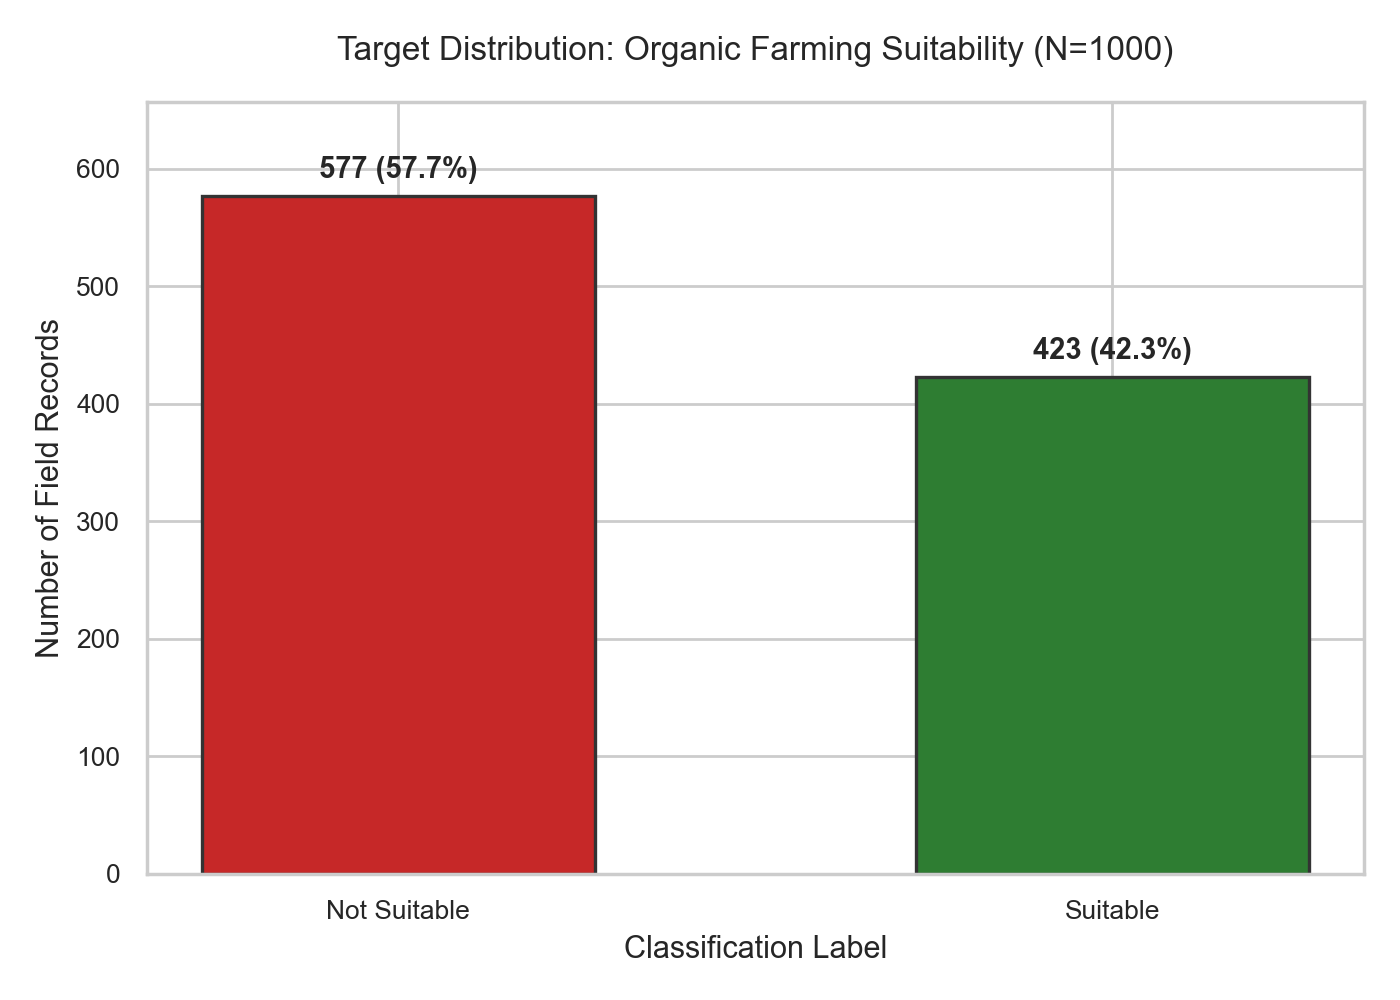 Target Distribution: Organic Farming Suitability (N=1000)
Number of Field Records
600
500
400
300
200
100
0
577 (57.7%)
423 (42.3%)
Not Suitable
Suitable
Classification Label